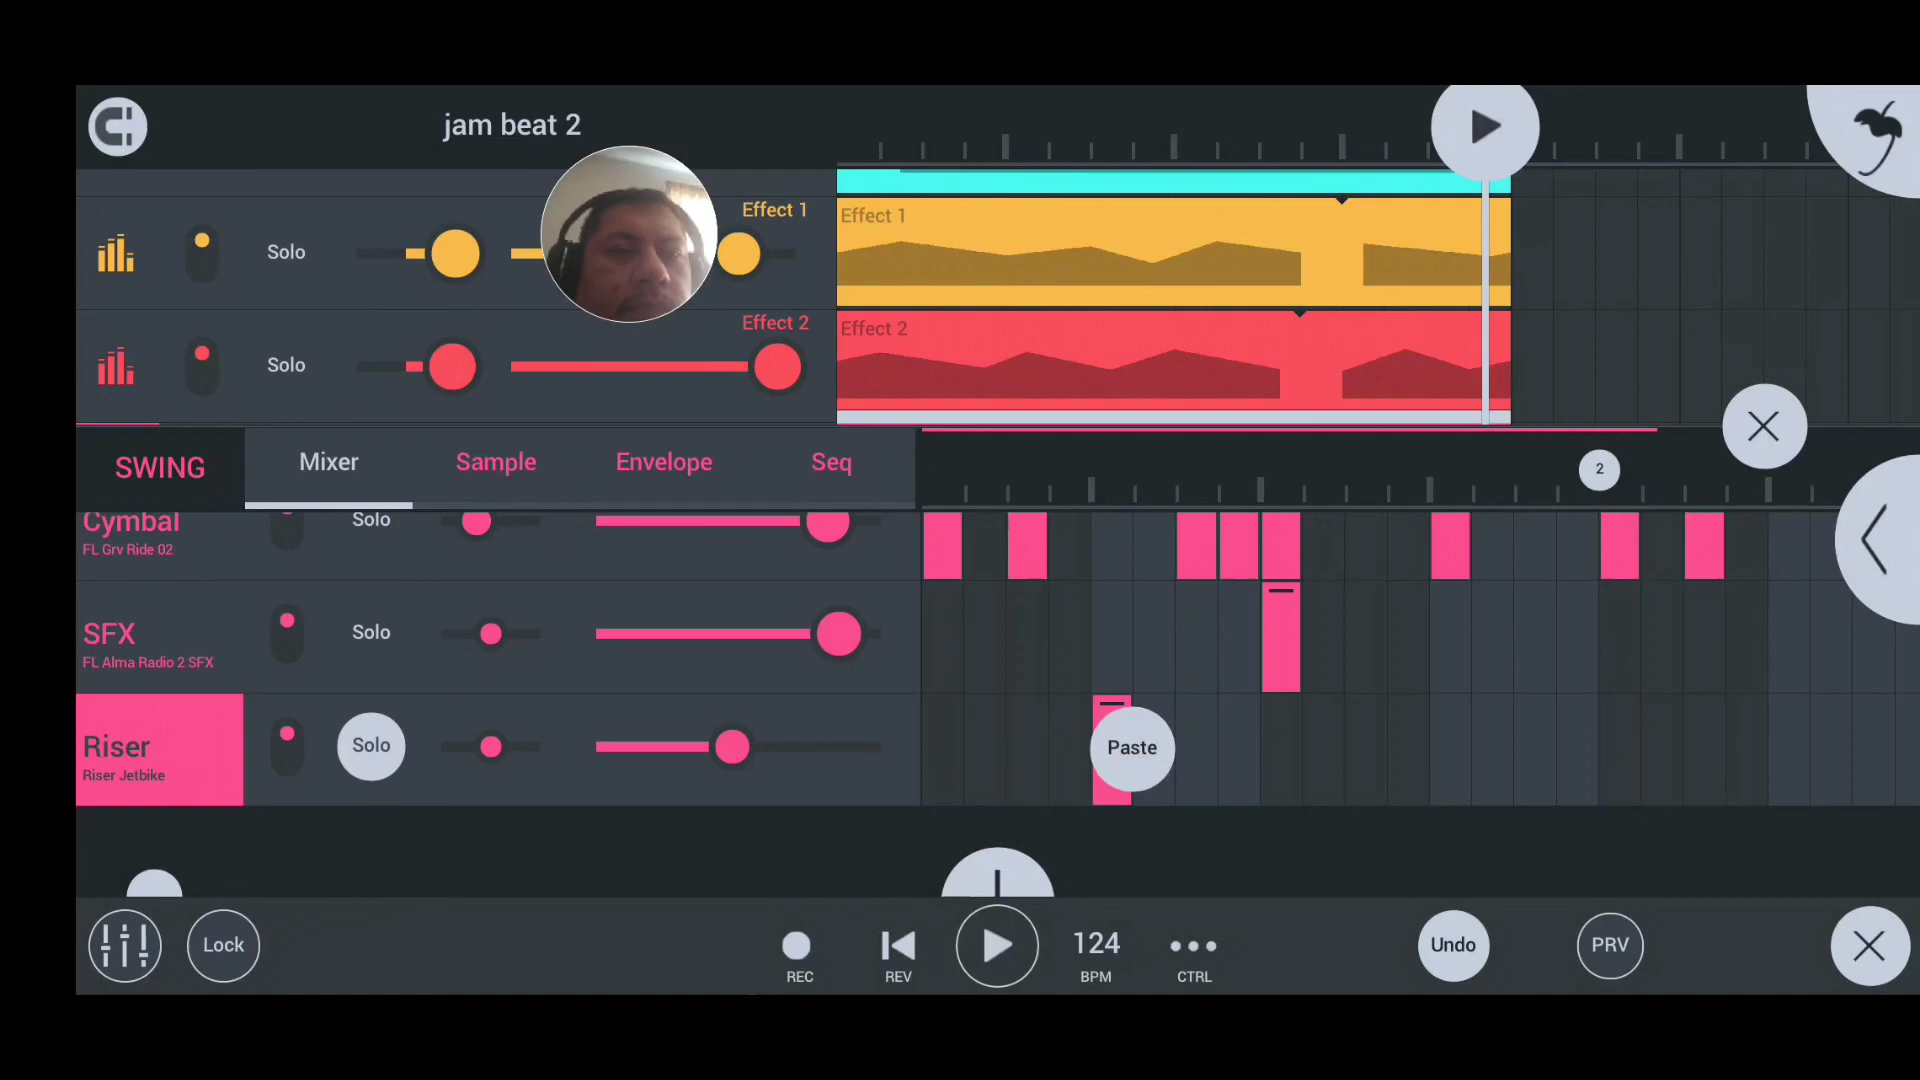 jam beat 2
Effect 1
Effect 1
Solo
Effect 2
Effect 2
Solo
SWING
Mixer
Sample
Envelope
Seq
2
Cymbal
FL Grv Ride 02
Solo
SFX
FL Alma Radio 2 SFX
Solo
Riser
Riser Jetbike
Solo
Paste
Lock
REC
REV
124
BPM
CTRL
Undo
PRV